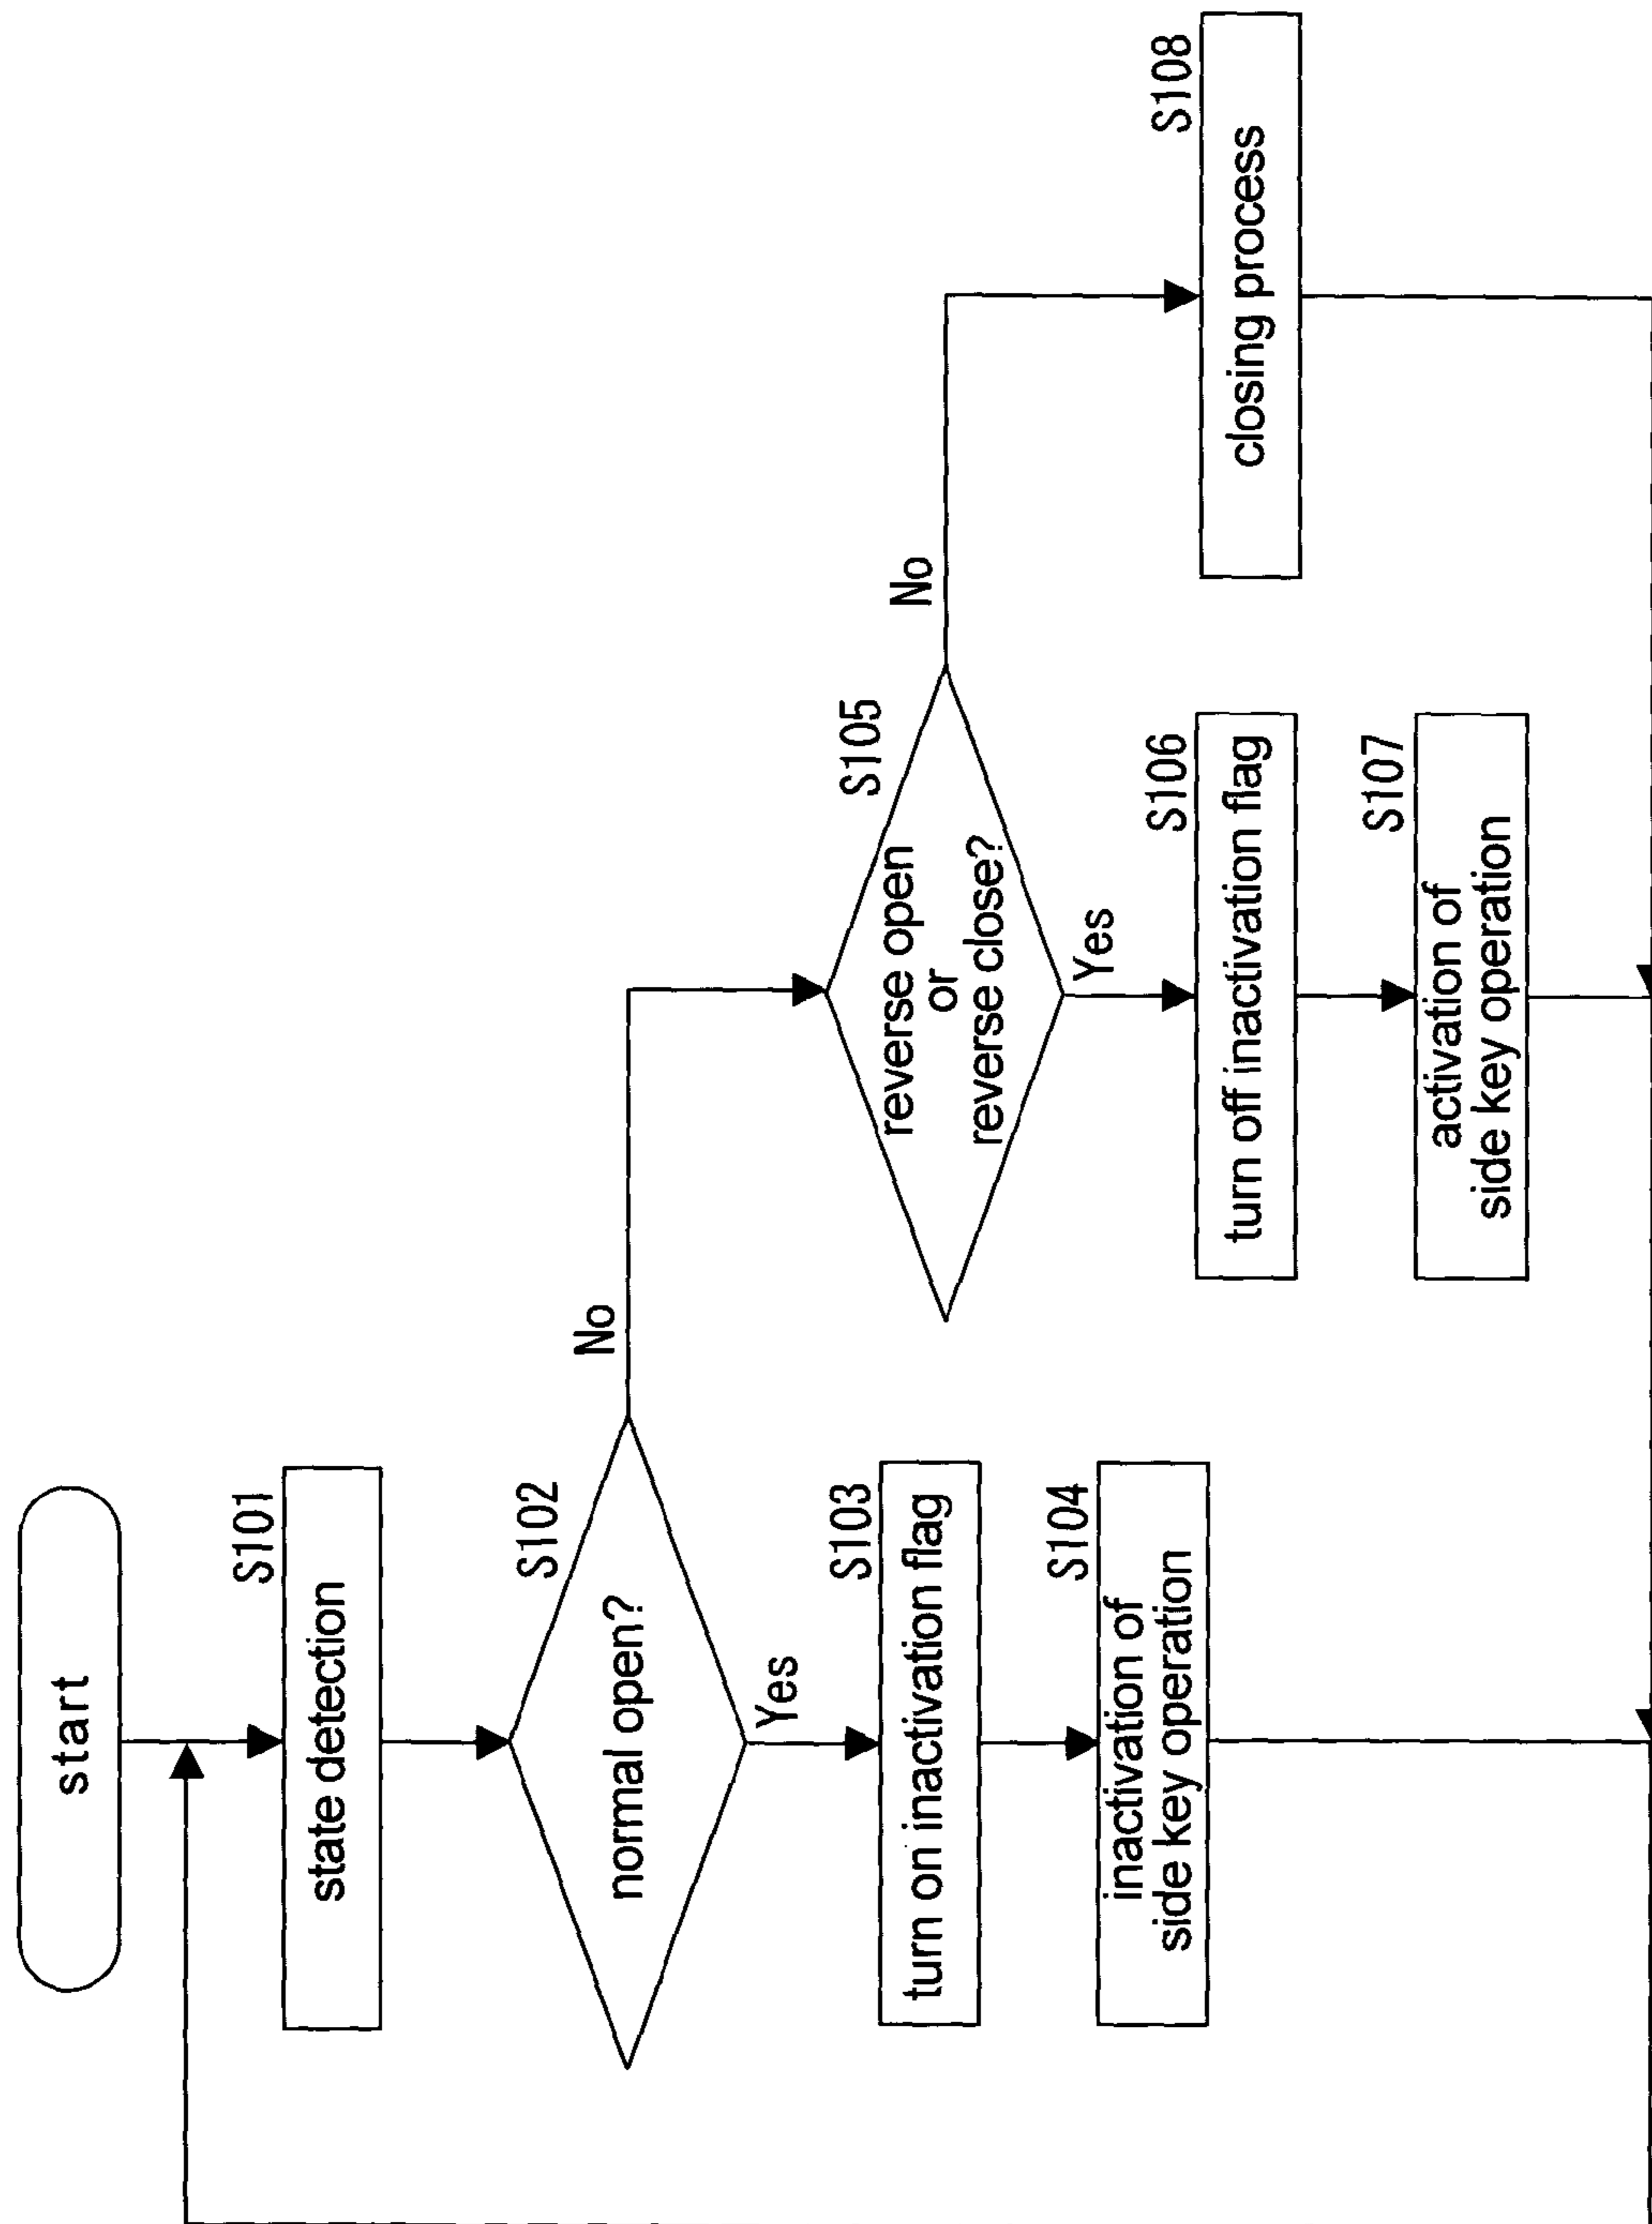 start
S101
state detection
S102
normal open?
No
Yes
S103
turn on inactivation flag
S104
inactivation of
side key operation
S105
reverse open
or
reverse close?
No
Yes
S106
turn off inactivation flag
S107
activation of
side key operation
S108
closing process